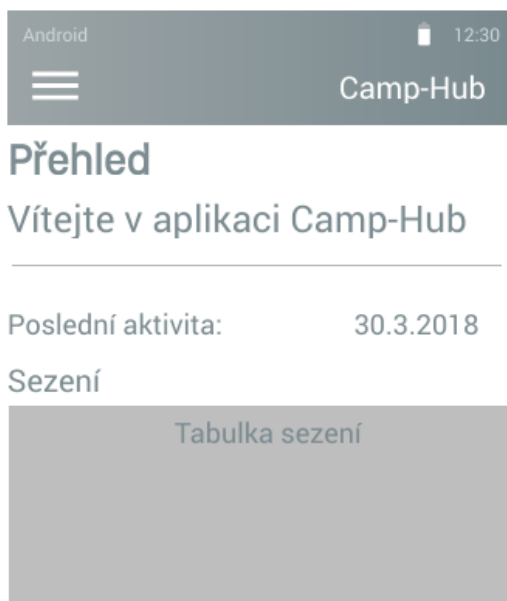 Android 12:30
Camp-Hub
Přehled
Vítejte v aplikaci Camp-Hub
Poslední aktivita: 30.3.2018
Sezení
Tabulka sezení